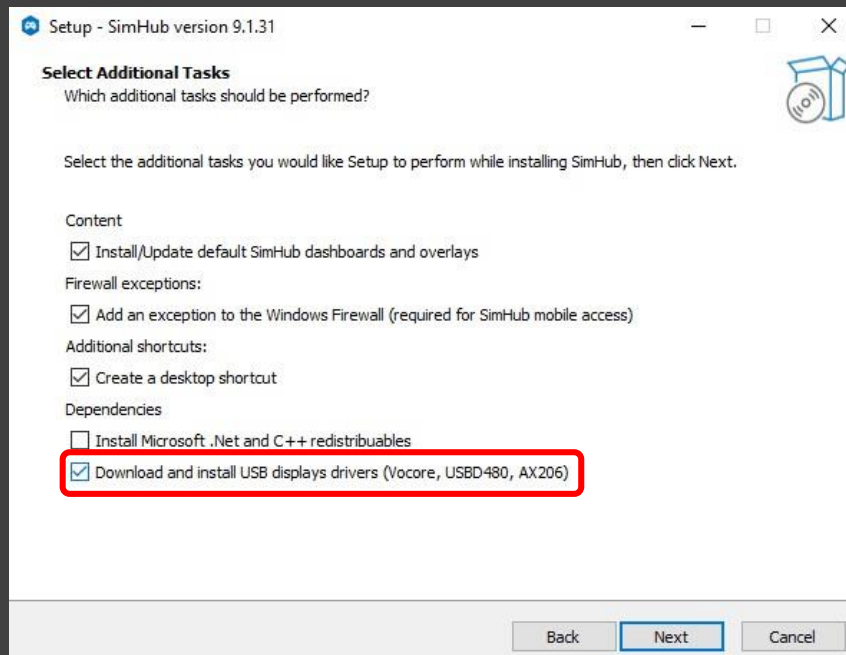 Setup - SimHub version 9.1.31
Select Additional Tasks
Which additional tasks should be performed?
Select the additional tasks you would like Setup to perform while installing SimHub, then click Next.
Content
Install/Update default SimHub dashboards and overlays
Firewall exceptions:
Add an exception to the Windows Firewall (required for SimHub mobile access)
Additional shortcuts:
Create a desktop shortcut
Dependencies
Install Microsoft .Net and C++ redistribuables
Download and install USB displays drivers (Vocore, USBD480, AX206)
Back Next Cancel